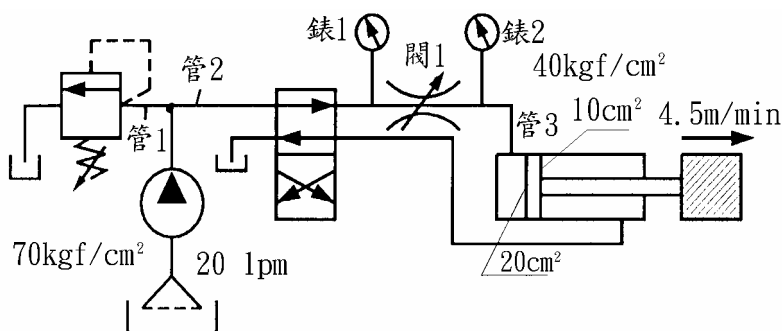 錶1
錶2
閥1
管2
40kgf/cm²
管1
管3
10cm²
4.5m/min
70kgf/cm²
20 lpm
20cm²